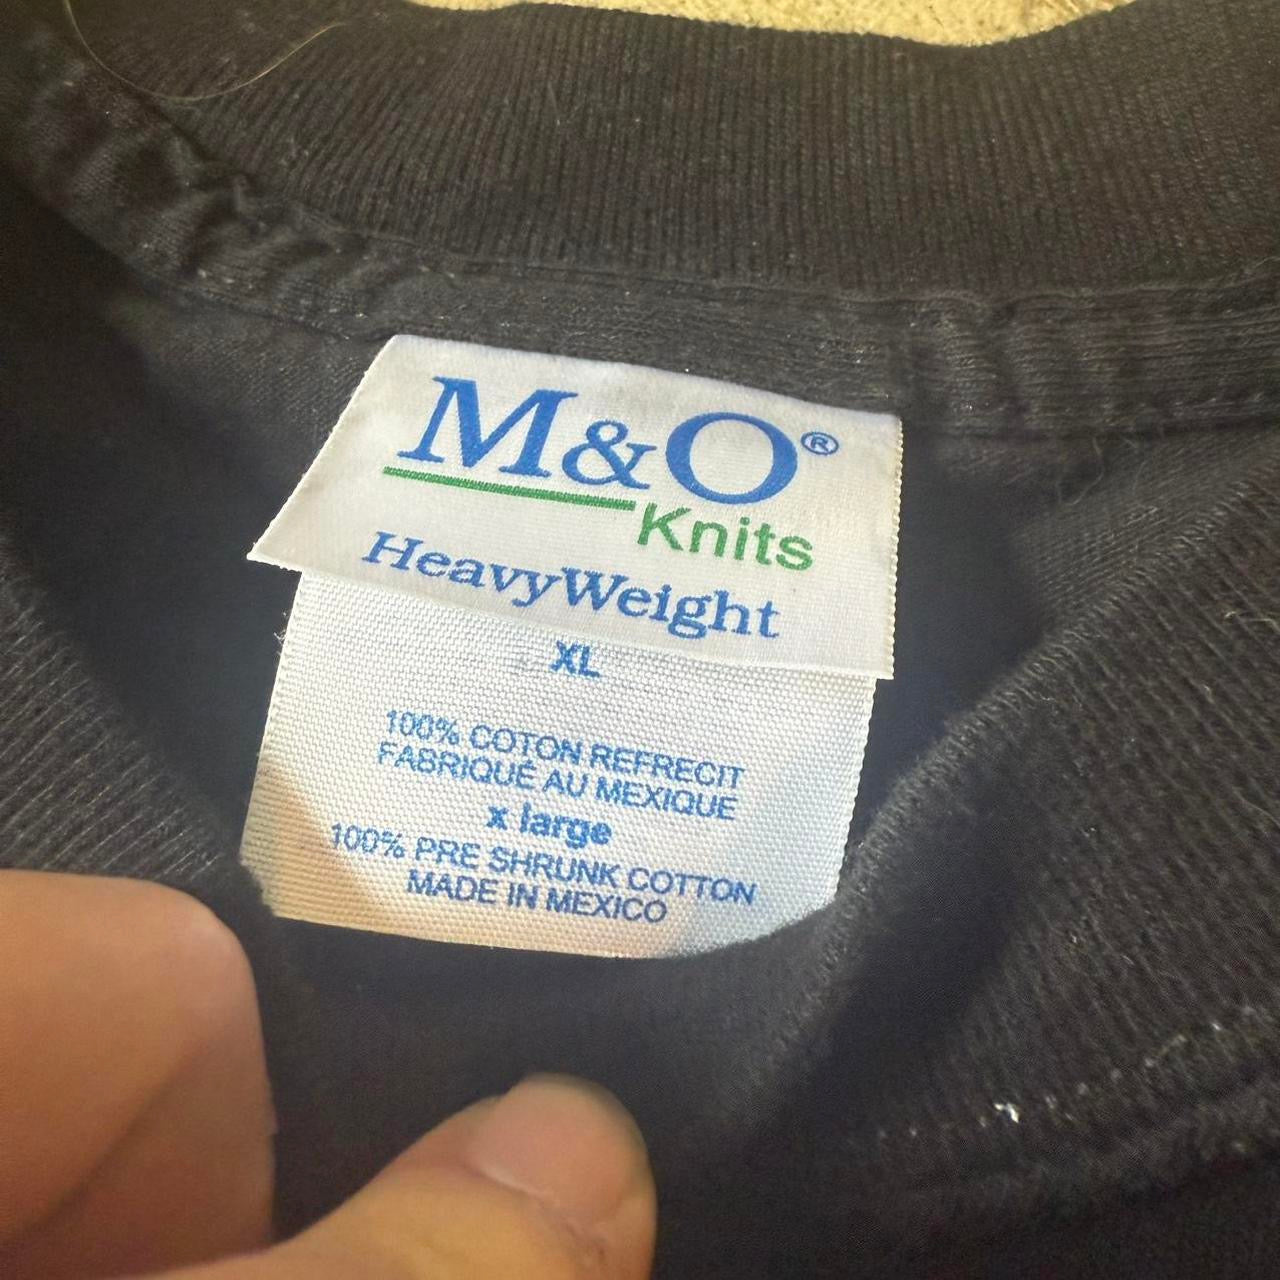 M&O®
Knits
HeavyWeight
XL
100% COTON REFRECIT
FABRIQUÉ AU MEXIQUE
x large
100% PRE SHRUNK COTTON
MADE IN MEXICO